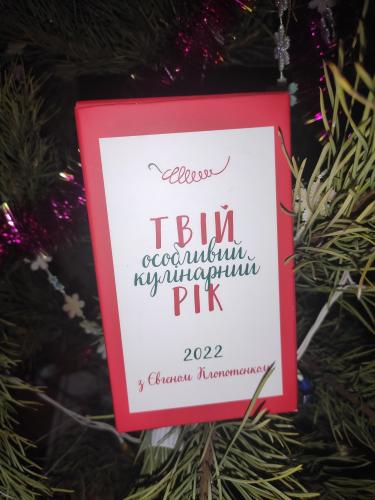 ТВІЙ
особливий
кулінарний
РІК
2022
з Євгеном Клопотенком